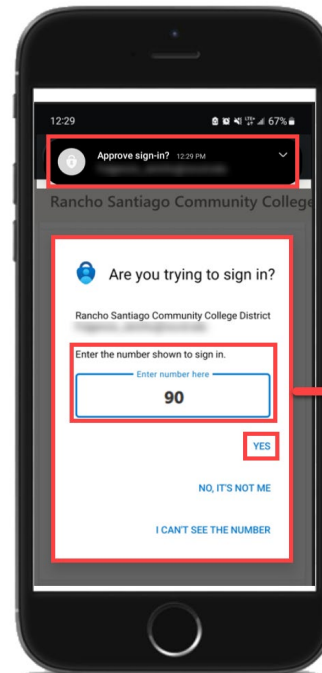 12:29
67%
Approve sign-in? 12:29 PM
Rancho Santiago Community College
Are you trying to sign in?
Rancho Santiago Community College District
Enter the number shown to sign in.
Enter number here
90
YES
NO, IT'S NOT ME
I CAN'T SEE THE NUMBER